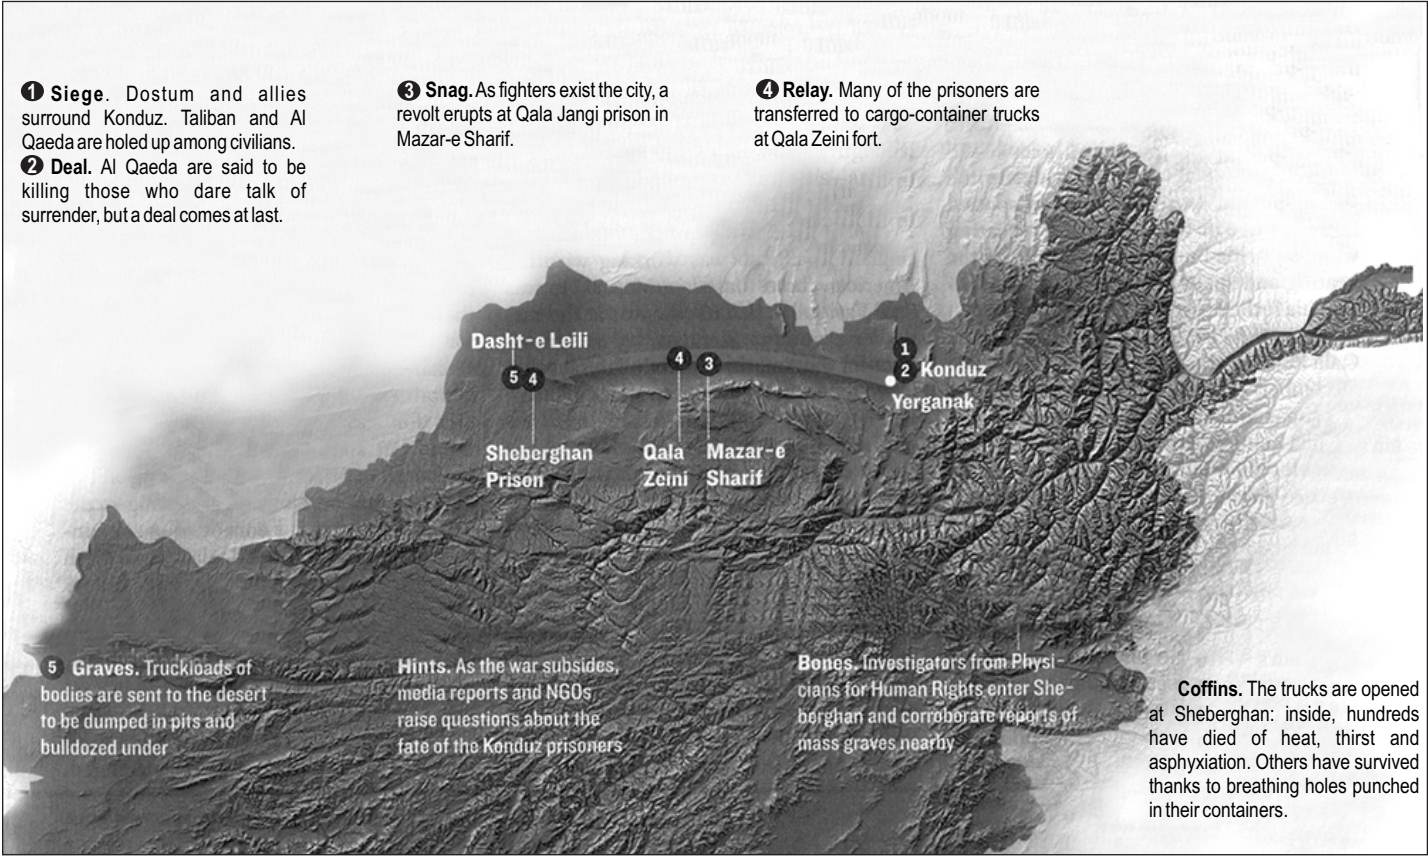 1 Siege. Dostum and allies
surround Konduz. Taliban and Al
Qaeda are holed up among civilians.
2 Deal. Al Qaeda are said to be
killing those who dare talk of
surrender, but a deal comes at last.
3 Snag. As fighters exist the city, a
revolt erupts at Qala Jangi prison in
Mazar-e Sharif.
4 Relay. Many of the prisoners are
transferred to cargo-container trucks
at Qala Zeini fort.
Dasht-e Leili
5 4
4
3
1
2 Konduz
Yerganak
Sheberghan
Prison
Qala
Zeini
Mazar-e
Sharif
5 Graves. Truckloads of
bodies are sent to the desert
to be dumped in pits and
bulldozed under
Hints. As the war subsides,
media reports and NGOs
raise questions about the
fate of the Konduz prisoners
Bones. Investigators from Physi-
cians for Human Rights enter She-
berghan and corroborate reports of
mass graves nearby
Coffins. The trucks are opened
at Sheberghan: inside, hundreds
have died of heat, thirst and
asphyxiation. Others have survived
thanks to breathing holes punched
in their containers.